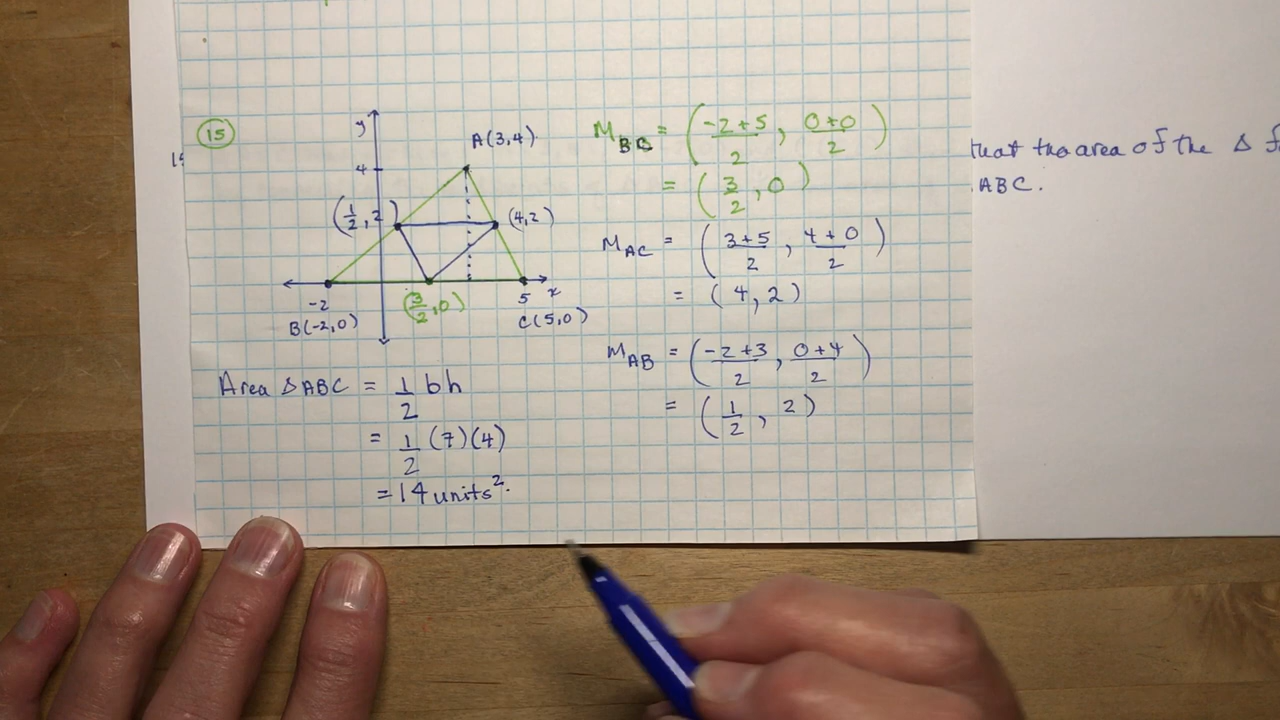 15
y
A(3,4)
4
(1/2, 2)
(4,2)
-2
(3/2, 0)
5
x
B(-2,0)
C(5,0)
Area △ABC = 1/2 bh
= 1/2 (7)(4)
= 14 units².
M_BC = ((-2+5)/2, (0+0)/2)
= (3/2, 0)
M_AC = ((3+5)/2, (4+0)/2)
= (4, 2)
M_AB = ((-2+3)/2, (0+4)/2)
= (1/2, 2)
that the area of the △
ABC.